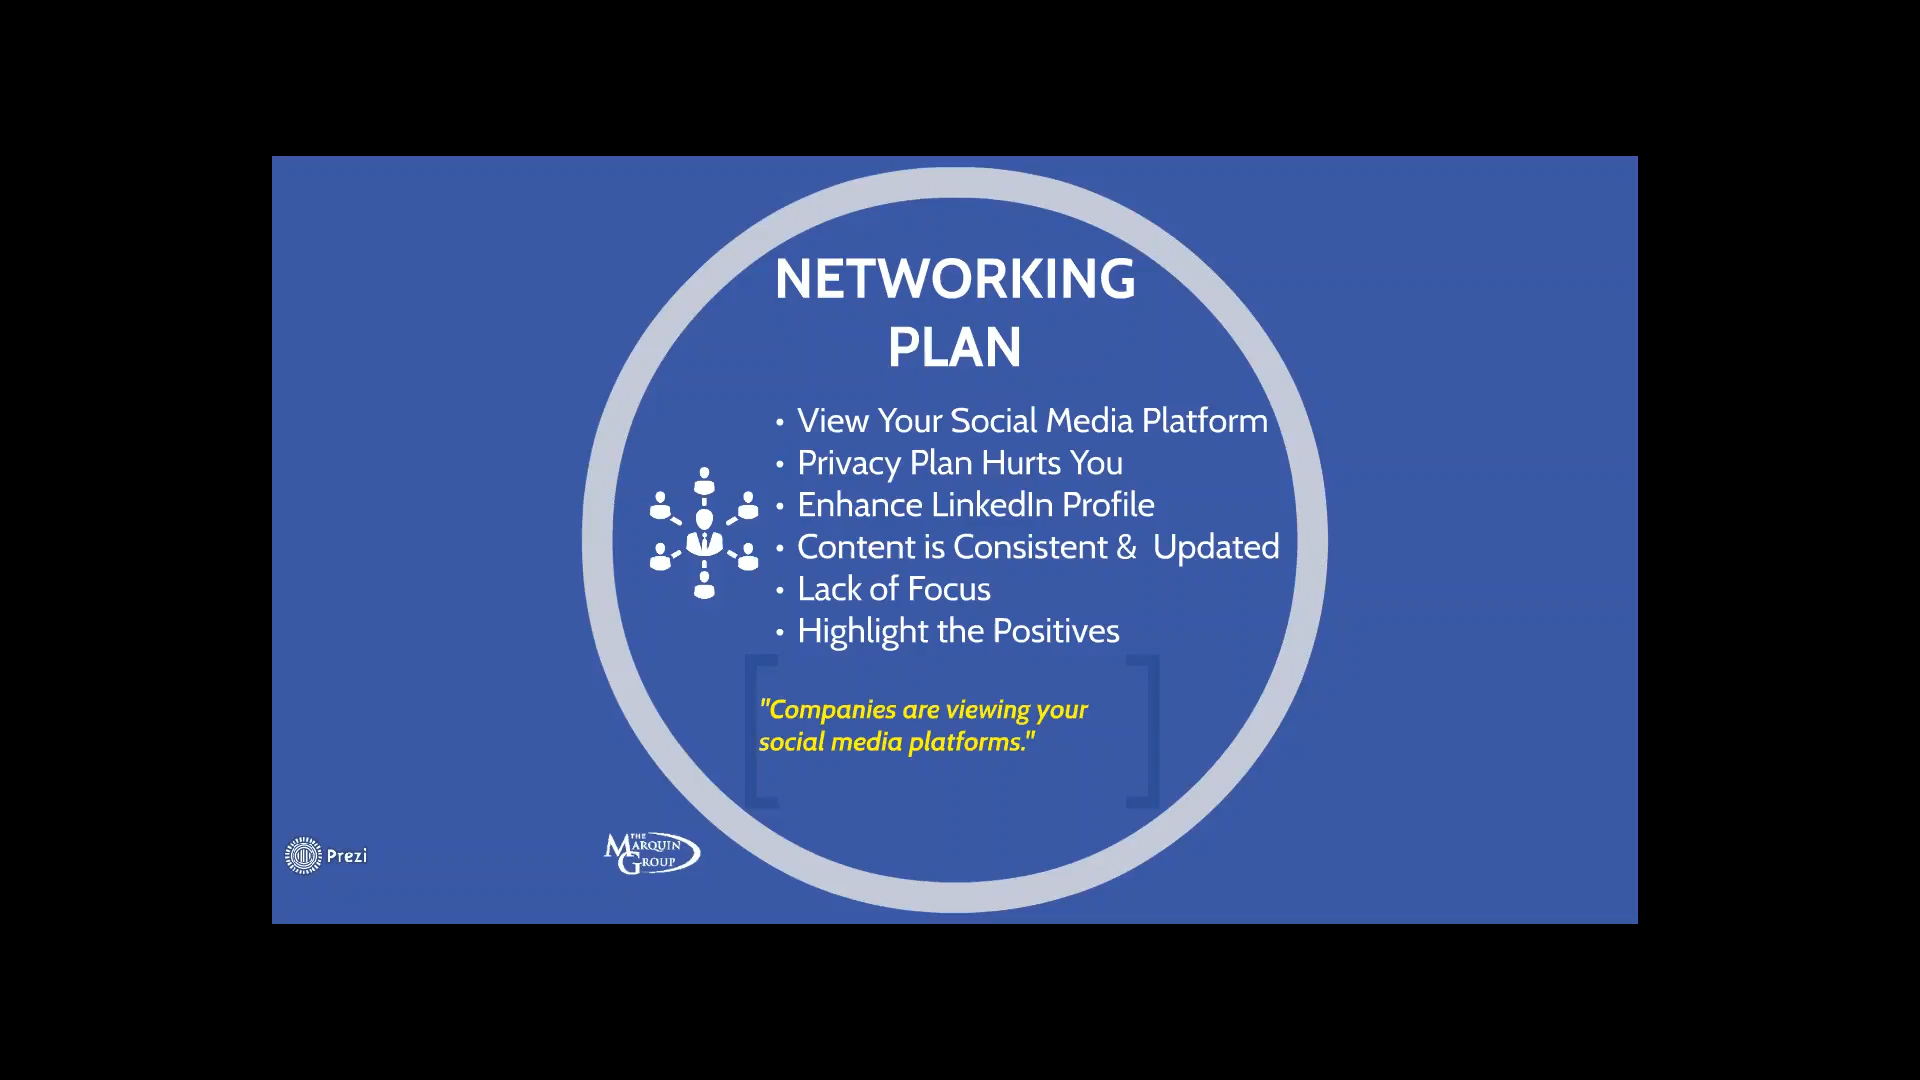 NETWORKING
PLAN
• View Your Social Media Platform
• Privacy Plan Hurts You
• Enhance LinkedIn Profile
• Content is Consistent & Updated
• Lack of Focus
• Highlight the Positives
"Companies are viewing your
social media platforms."
Prezi
THE
MARQUIN
GROUP